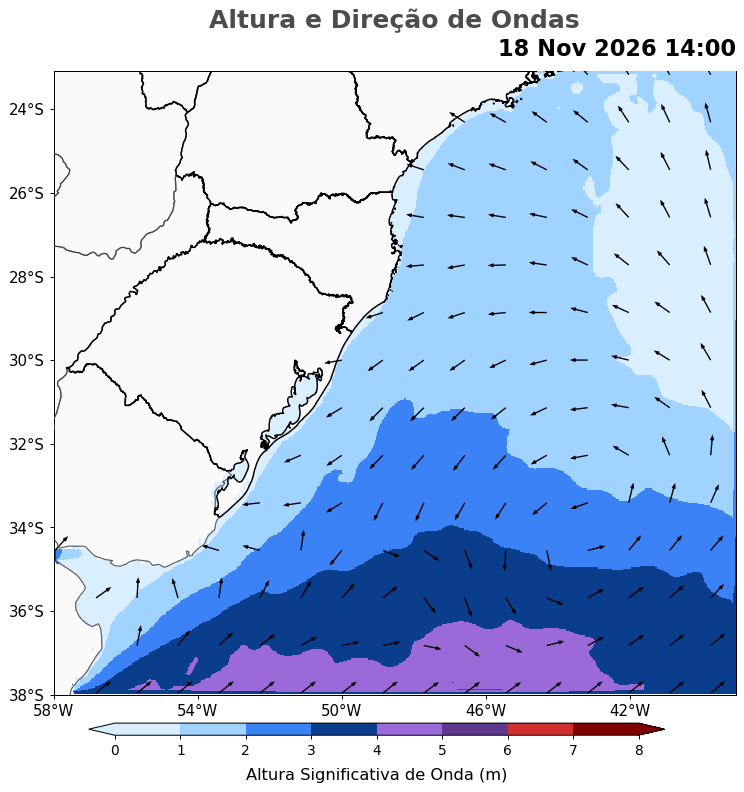 Altura e Direção de Ondas
18 Nov 2026 14:00
24°S
26°S
28°S
30°S
32°S
34°S
36°S
38°S
58°W 54°W 50°W 46°W 42°W
0 1 2 3 4 5 6 7 8
Altura Significativa de Onda (m)